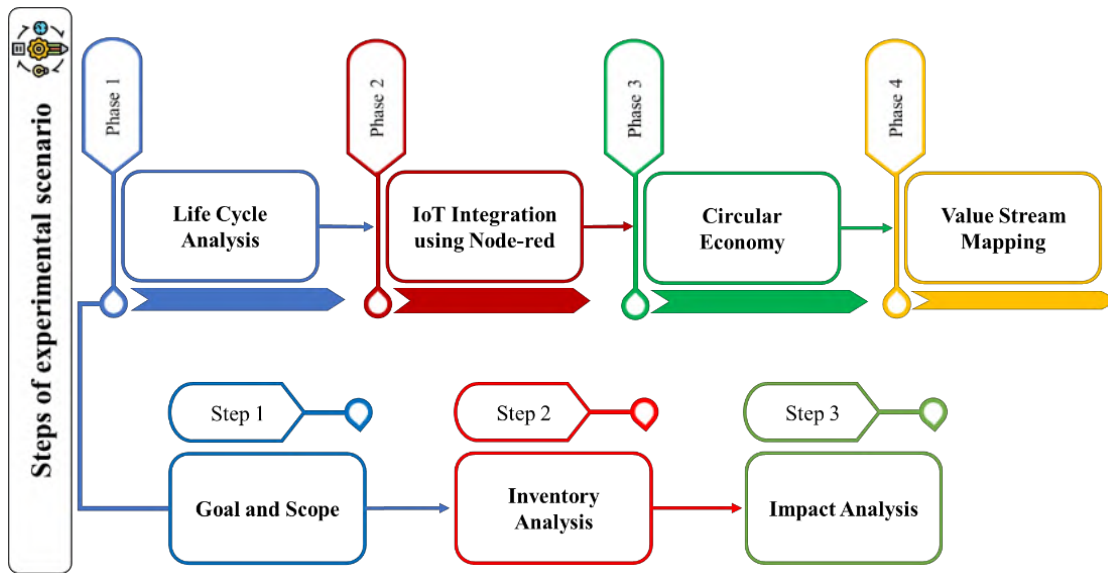 Steps of experimental scenario
Phase 1
Phase 2
Phase 3
Phase 4
Life Cycle
Analysis
IoT Integration
using Node-red
Circular
Economy
Value Stream
Mapping
Step 1
Step 2
Step 3
Goal and Scope
Inventory
Analysis
Impact Analysis